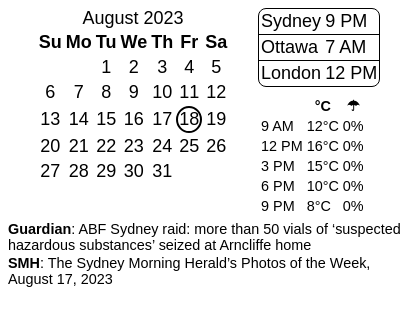 August 2023
Su Mo Tu We Th Fr Sa
1 2 3 4 5
6 7 8 9 10 11 12
13 14 15 16 17 18 19
20 21 22 23 24 25 26
27 28 29 30 31
Sydney 9 PM
Ottawa 7 AM
London 12 PM
°C ☂
9 AM 12°C 0%
12 PM 16°C 0%
3 PM 15°C 0%
6 PM 10°C 0%
9 PM 8°C 0%
Guardian: ABF Sydney raid: more than 50 vials of ‘suspected
hazardous substances’ seized at Arncliffe home
SMH: The Sydney Morning Herald’s Photos of the Week,
August 17, 2023